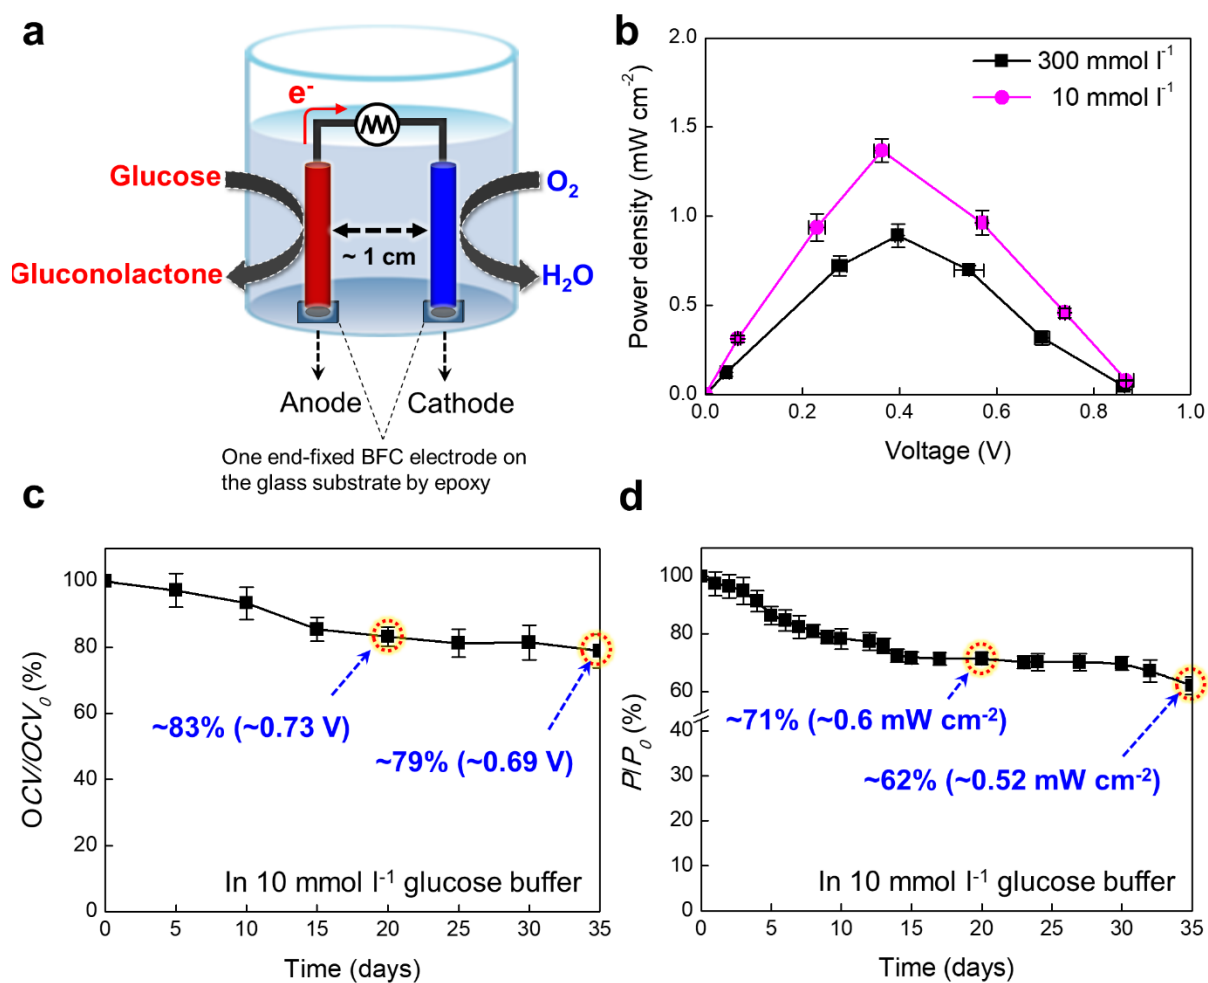 a
e-
Glucose
O2
~ 1 cm
Gluconolactone
H2O
Anode
Cathode
One end-fixed BFC electrode on
the glass substrate by epoxy
b
2.0
1.5
1.0
0.5
0.0
Power density (mW cm-2)
300 mmol l-1
10 mmol l-1
0.0 0.2 0.4 0.6 0.8 1.0
Voltage (V)
c
100
80
60
40
20
0
OCV/OCV0 (%)
~83% (~0.73 V)
~79% (~0.69 V)
In 10 mmol l-1 glucose buffer
0 5 10 15 20 25 30 35
Time (days)
d
100
80
60
40
30
20
10
0
P/P0 (%)
~71% (~0.6 mW cm-2)
~62% (~0.52 mW cm-2)
In 10 mmol l-1 glucose buffer
0 5 10 15 20 25 30 35
Time (days)